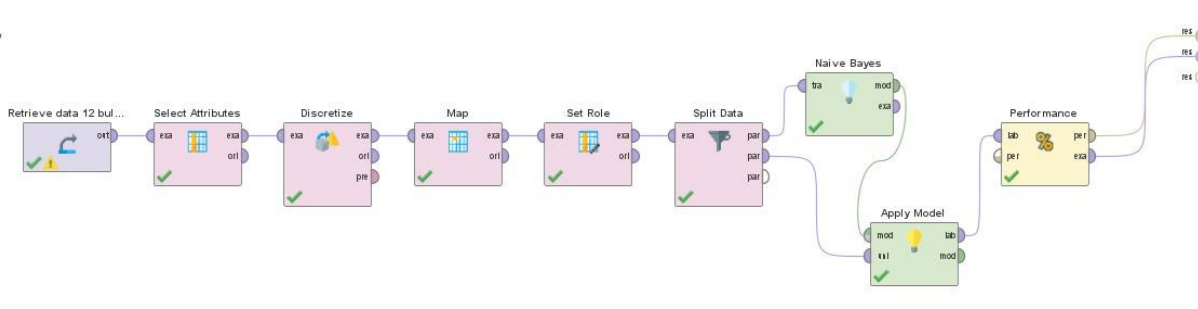 Retrieve data 12 bul...
out
Select Attributes
exa
exa
ori
Discretize
exa
exa
ori
pre
Map
exa
exa
ori
Set Role
exa
exa
ori
Split Data
exa
par
par
par
Naive Bayes
tra
mod
exa
Apply Model
mod
unl
lab
mod
Performance
lab
per
per
exa
res
res
res